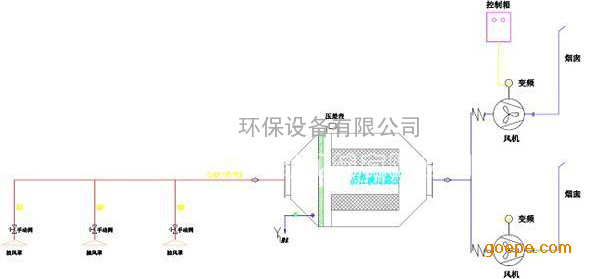 控制箱
烟囱
变频
风机
压差表
环保设备有限公司
活性炭过滤层
手动阀
手动阀
手动阀
抽风罩
抽风罩
抽风罩
烟囱
变频
风机
goepe.com